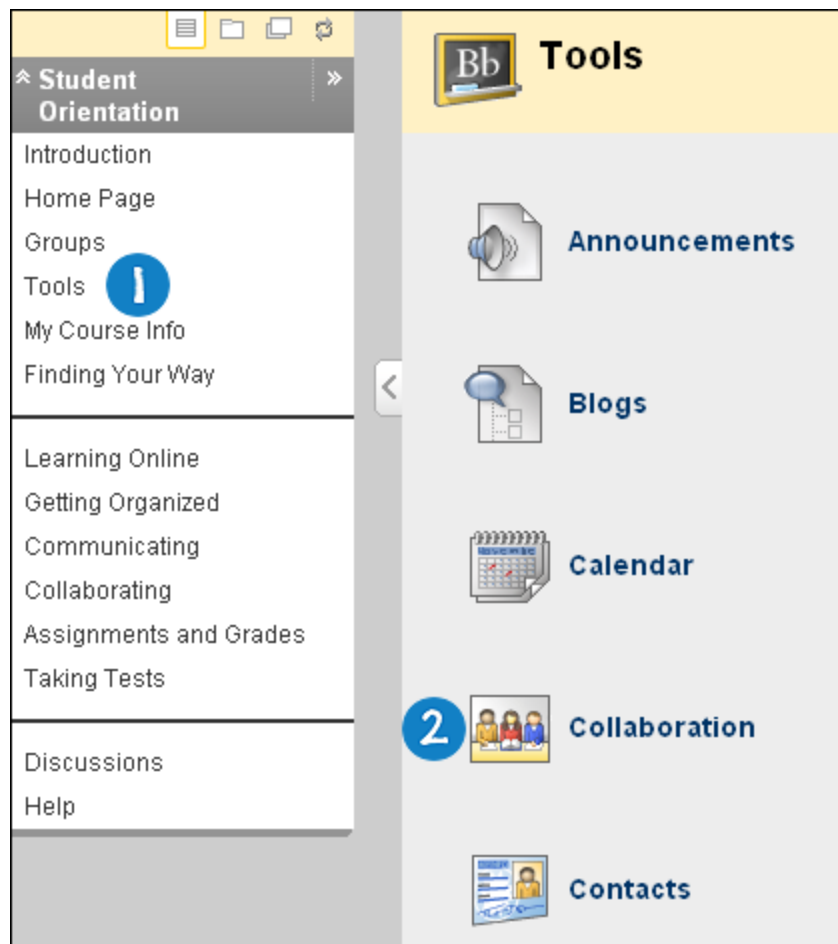 Student
Orientation
Introduction
Home Page
Groups
Tools 1
My Course Info
Finding Your Way
Learning Online
Getting Organized
Communicating
Collaborating
Assignments and Grades
Taking Tests
Discussions
Help
Bb Tools
Announcements
Blogs
Calendar
2 Collaboration
Contacts